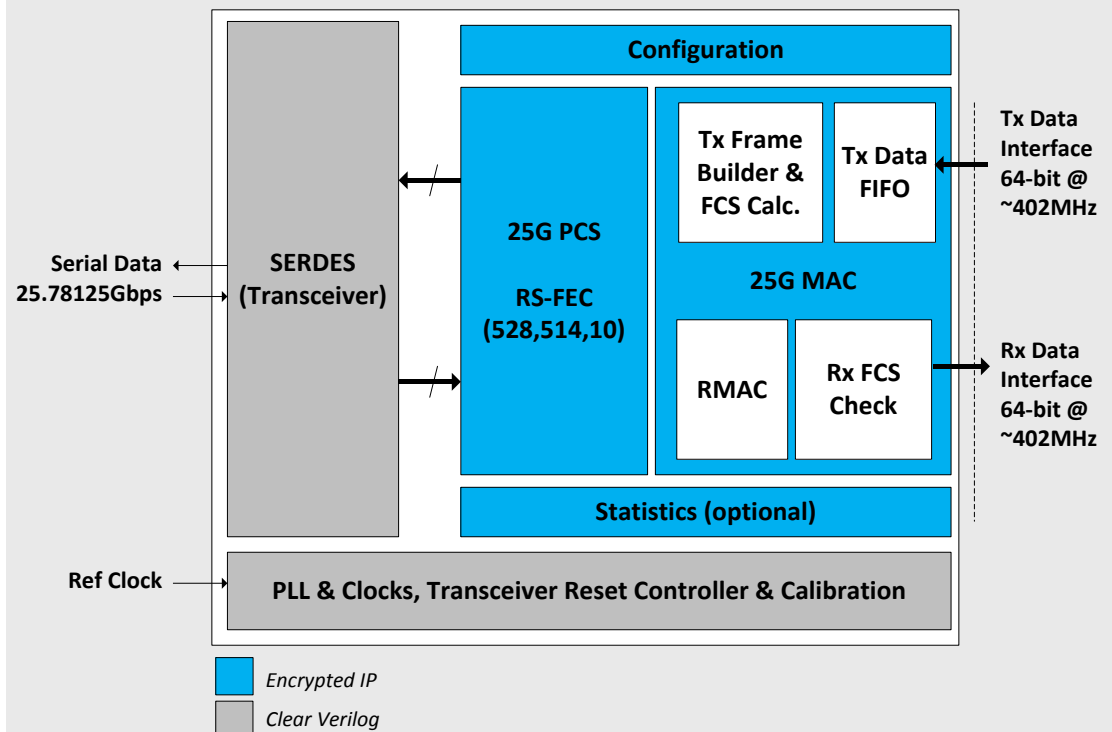 Configuration
Tx Frame
Builder &
FCS Calc.
Tx Data
FIFO
Tx Data
Interface
64-bit @
~402MHz
25G PCS
RS-FEC
(528,514,10)
25G MAC
SERDES
(Transceiver)
Serial Data
25.78125Gbps
RMAC
Rx FCS
Check
Rx Data
Interface
64-bit @
~402MHz
Statistics (optional)
Ref Clock
PLL & Clocks, Transceiver Reset Controller & Calibration
Encrypted IP
Clear Verilog